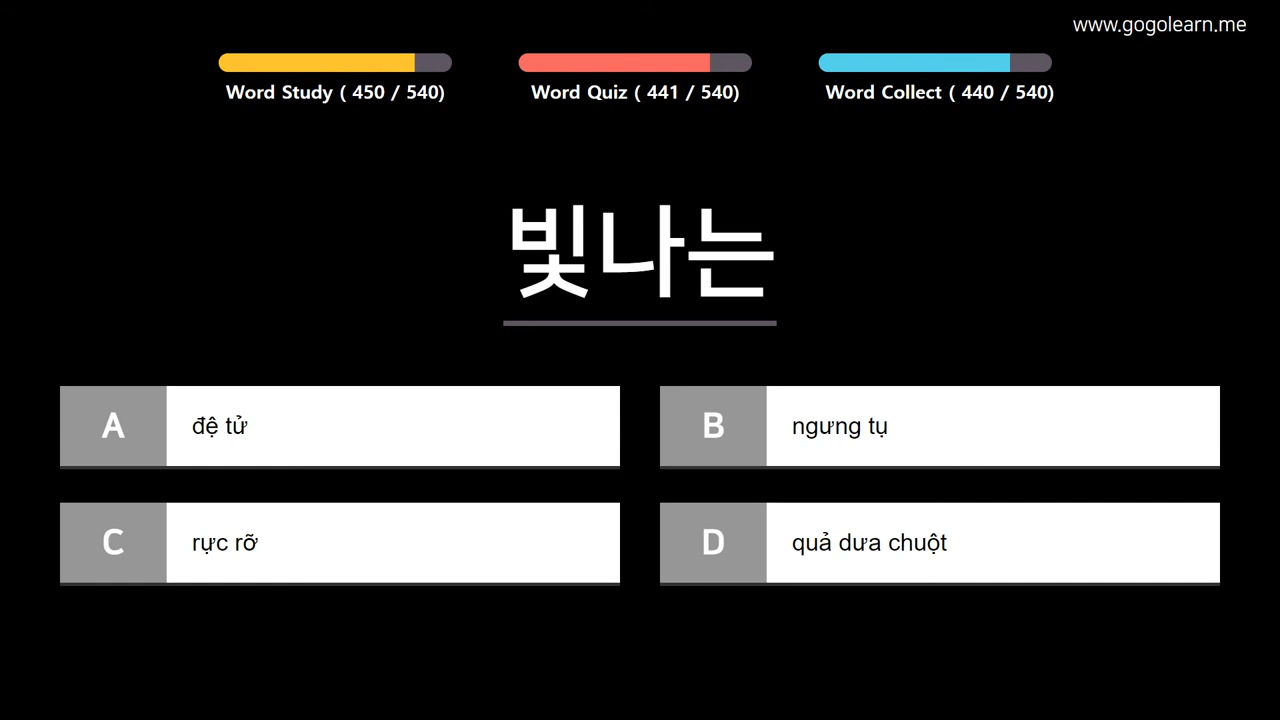 www.gogolearn.me
Word Study ( 450 / 540)
Word Quiz ( 441 / 540)
Word Collect ( 440 / 540)
빛나는
A đệ tử
B ngưng tụ
C rực rỡ
D quả dưa chuột